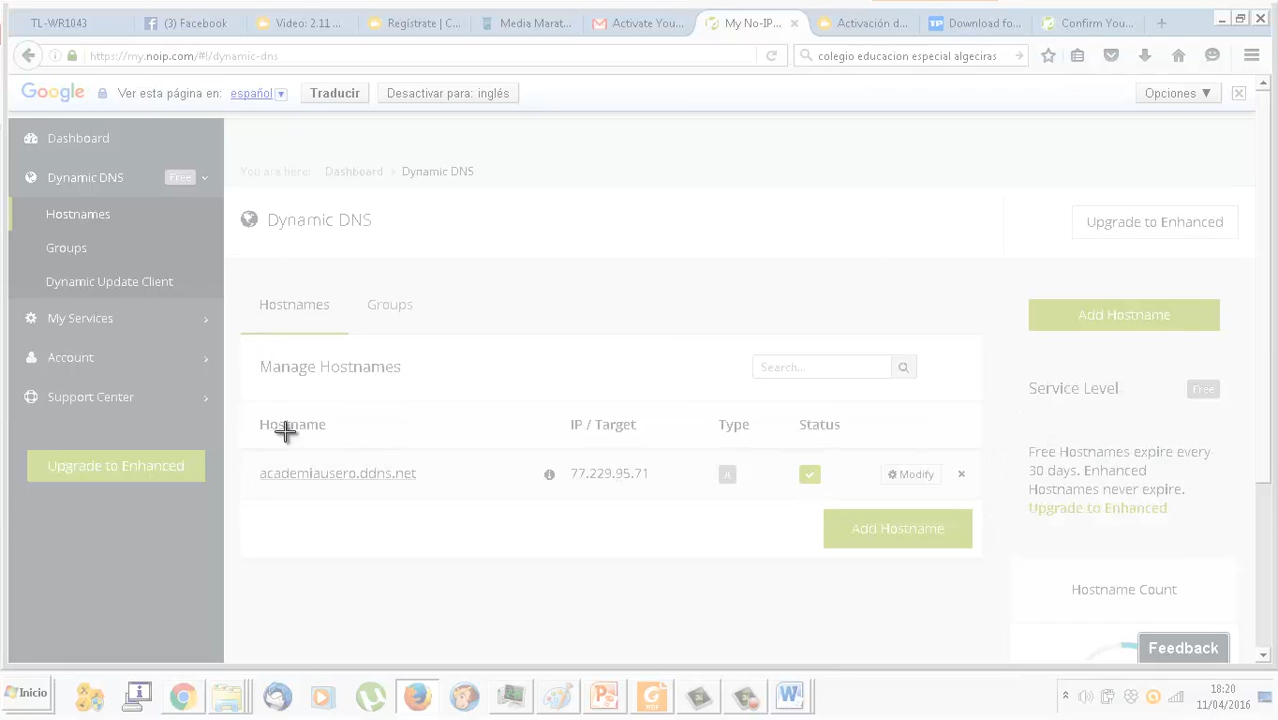 TL-WR1043
(3) Facebook
Video: 2.11 ...
Regístrate | C...
Media Marat...
Activate You...
My No-IP...
Activación d...
Download fo...
Confirm You...
https://my.noip.com/#!/dynamic-dns
colegio educacion especial algeciras
Google Ver esta página en: español Traducir Desactivar para: inglés Opciones ▼
Dashboard
Dynamic DNS Free
Hostnames
Groups
Dynamic Update Client
My Services
Account
Support Center
Upgrade to Enhanced
You are here: Dashboard › Dynamic DNS
Dynamic DNS
Upgrade to Enhanced
Hostnames Groups
Manage Hostnames
Search...
Hostname IP / Target Type Status
academiausero.ddns.net 77.229.95.71 A Modify
Add Hostname
Add Hostname
Service Level Free
Free Hostnames expire every
30 days. Enhanced
Hostnames never expire.
Upgrade to Enhanced
Hostname Count
Feedback
Inicio
18:20
11/04/2016